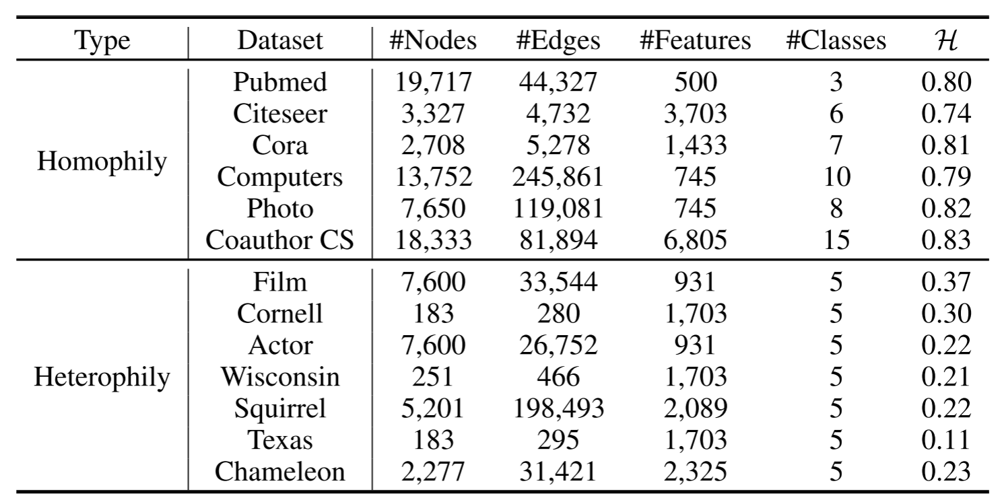 Type Dataset #Nodes #Edges #Features #Classes ℋ
Pubmed 19,717 44,327 500 3 0.80
Citeseer 3,327 4,732 3,703 6 0.74
Cora 2,708 5,278 1,433 7 0.81
Homophily
Computers 13,752 245,861 745 10 0.79
Photo 7,650 119,081 745 8 0.82
Coauthor CS 18,333 81,894 6,805 15 0.83
Film 7,600 33,544 931 5 0.37
Cornell 183 280 1,703 5 0.30
Actor 7,600 26,752 931 5 0.22
Heterophily Wisconsin 251 466 1,703 5 0.21
Squirrel 5,201 198,493 2,089 5 0.22
Texas 183 295 1,703 5 0.11
Chameleon 2,277 31,421 2,325 5 0.23